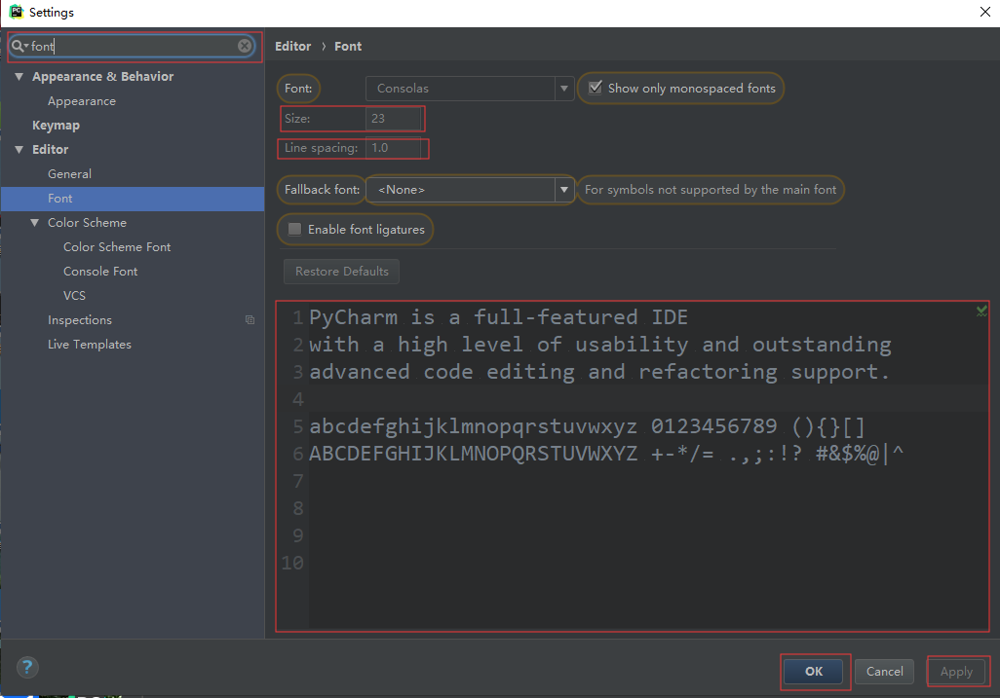 PC Settings
font
Appearance & Behavior
Appearance
Keymap
Editor
General
Font
Color Scheme
Color Scheme Font
Console Font
VCS
Inspections
Live Templates
Editor › Font
Font: Consolas Show only monospaced fonts
Size: 23
Line spacing: 1.0
Fallback font: <None> For symbols not supported by the main font
Enable font ligatures
Restore Defaults
1 PyCharm is a full-featured IDE
2 with a high level of usability and outstanding
3 advanced code editing and refactoring support.
4
5 abcdefghijklmnopqrstuvwxyz 0123456789 (){}[]
6 ABCDEFGHIJKLMNOPQRSTUVWXYZ +-*/= .,;:!? #&$%@|^
7
8
9
10
? OK Cancel Apply